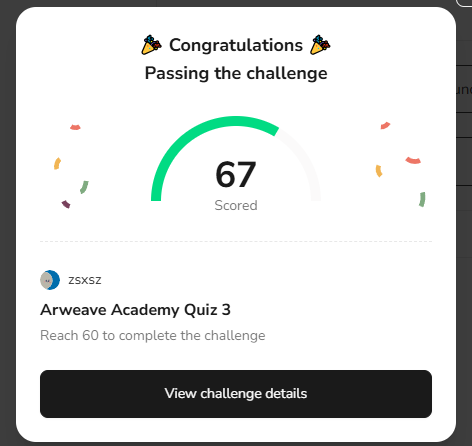 Congratulations
Passing the challenge
67
Scored
zsxsz
Arweave Academy Quiz 3
Reach 60 to complete the challenge
View challenge details